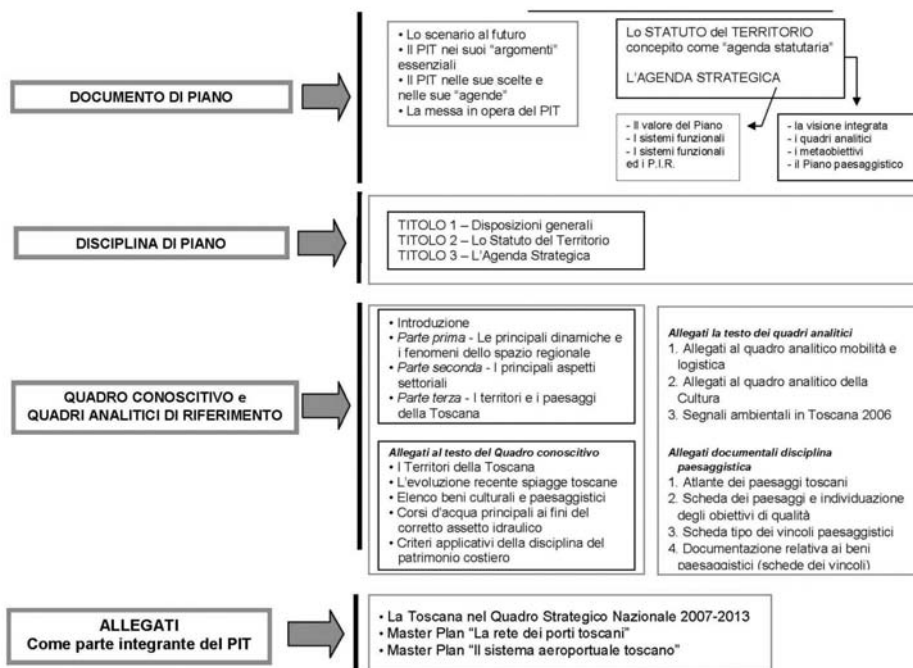 DOCUMENTO DI PIANO
• Lo scenario al futuro
• Il PIT nei suoi "argomenti"
essenziali
• Il PIT nelle sue scelte e
nelle sue "agende"
• La messa in opera del PIT
Lo STATUTO del TERRITORIO
concepito come "agenda statutaria"
L'AGENDA STRATEGICA
- Il valore del Piano
- I sistemi funzionali
- I sistemi funzionali
ed i P.I.R.
- la visione integrata
- i quadri analitici
- i metaobiettivi
- il Piano paesaggistico
DISCIPLINA DI PIANO
TITOLO 1 – Disposizioni generali
TITOLO 2 – Lo Statuto del Territorio
TITOLO 3 – L'Agenda Strategica
QUADRO CONOSCITIVO e
QUADRI ANALITICI DI RIFERIMENTO
• Introduzione
• Parte prima - Le principali dinamiche e
i fenomeni dello spazio regionale
• Parte seconda - I principali aspetti
settoriali
• Parte terza - I territori e i paesaggi
della Toscana
Allegati al testo del Quadro conoscitivo
• I Territori della Toscana
• L'evoluzione recente spiagge toscane
• Elenco beni culturali e paesaggistici
• Corsi d'acqua principali ai fini del
corretto assetto idraulico
• Criteri applicativi della disciplina del
patrimonio costiero
Allegati la testo dei quadri analitici
1. Allegati al quadro analitico mobilità e
logistica
2. Allegati al quadro analitico della
Cultura
3. Segnali ambientali in Toscana 2006
Allegati documentali disciplina
paesaggistica
1. Atlante dei paesaggi toscani
2. Scheda dei paesaggi e individuazione
degli obiettivi di qualità
3. Scheda tipo dei vincoli paesaggistici
4. Documentazione relativa ai beni
paesaggistici (schede dei vincoli)
ALLEGATI
Come parte integrante del PIT
• La Toscana nel Quadro Strategico Nazionale 2007-2013
• Master Plan "La rete dei porti toscani"
• Master Plan "Il sistema aeroportuale toscano"